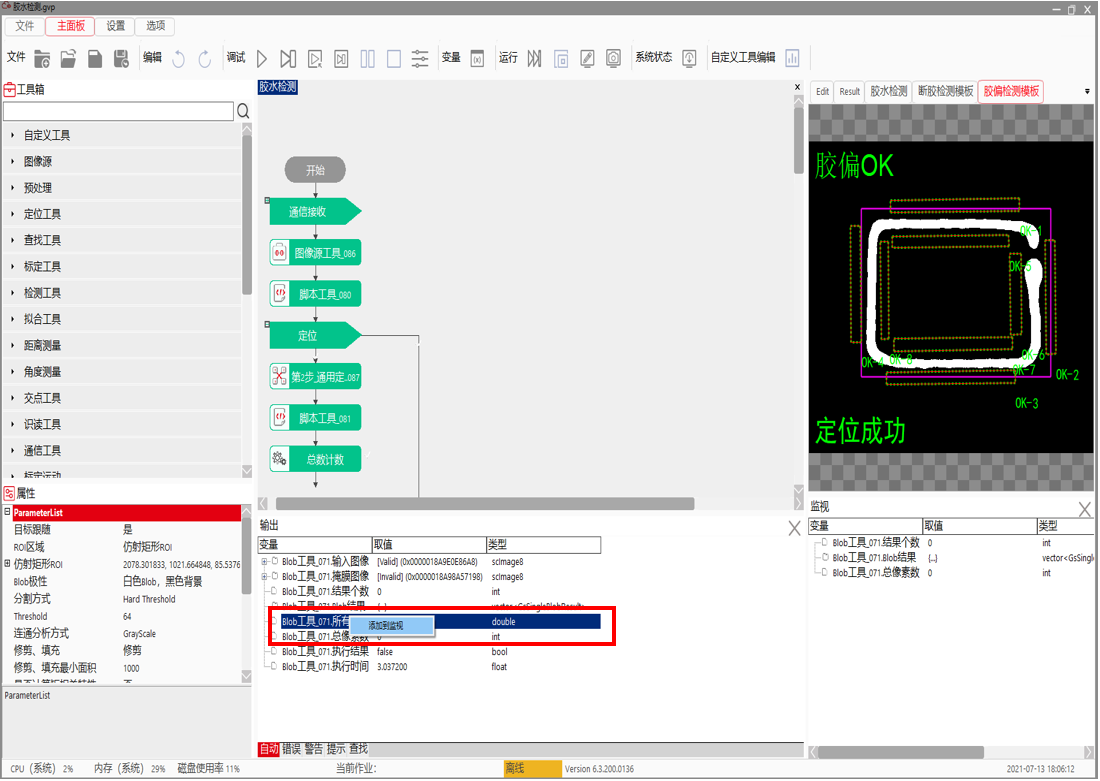 胶水检测.gvp
文件 主面板 设置 选项
文件 编辑 调试 变量 运行 系统状态 自定义工具编辑
工具箱
自定义工具
图像源
预处理
定位工具
查找工具
标定工具
检测工具
拟合工具
距离测量
角度测量
交点工具
识读工具
通信工具
标定运动
属性
ParameterList
目标跟随 是
ROI区域 仿射矩形ROI
仿射矩形ROI 2078.301833, 1021.664848, 85.5376
Blob极性 白色Blob，黑色背景
分割方式 Hard Threshold
Threshold 64
连通分析方式 GrayScale
修剪、填充 修剪
修剪、填充最小面积 1000
ParameterList
胶水检测
x
开始
通信接收
图像源工具_086
脚本工具_080
定位
第2步_通用定.087
脚本工具_081
总数计数
输出
变量 取值 类型
Blob工具_071.输入图像 [Valid] (0x0000018A9E0E86A8) scImage8
Blob工具_071.掩膜图像 [Invalid] (0x0000018A98A57198) scImage8
Blob工具_071.结果个数 0 int
Blob工具_071.Blob结果 {...} vector<GsSingleBlobResult>
Blob工具_071.所有 double
添加到监视
Blob工具_071.总像素数 0 int
Blob工具_071.执行结果 false bool
Blob工具_071.执行时间 3.037200 float
自动 错误 警告 提示 查找
Edit Result 胶水检测 断胶检测模板 胶偏检测模板
胶偏OK
OK-1
OK-5
OK-6
OK-4 OK-8
OK-7
OK-2
OK-3
定位成功
监视
变量 取值 类型
Blob工具_071.结果个数 0 int
Blob工具_071.Blob结果 {...} vector<GsSingl
Blob工具_071.总像素数 0 int
CPU（系统） 2% 内存（系统） 29% 磁盘使用率 11% 当前作业： 离线 Version 6.3.200.0136 2021-07-13 18:06:12